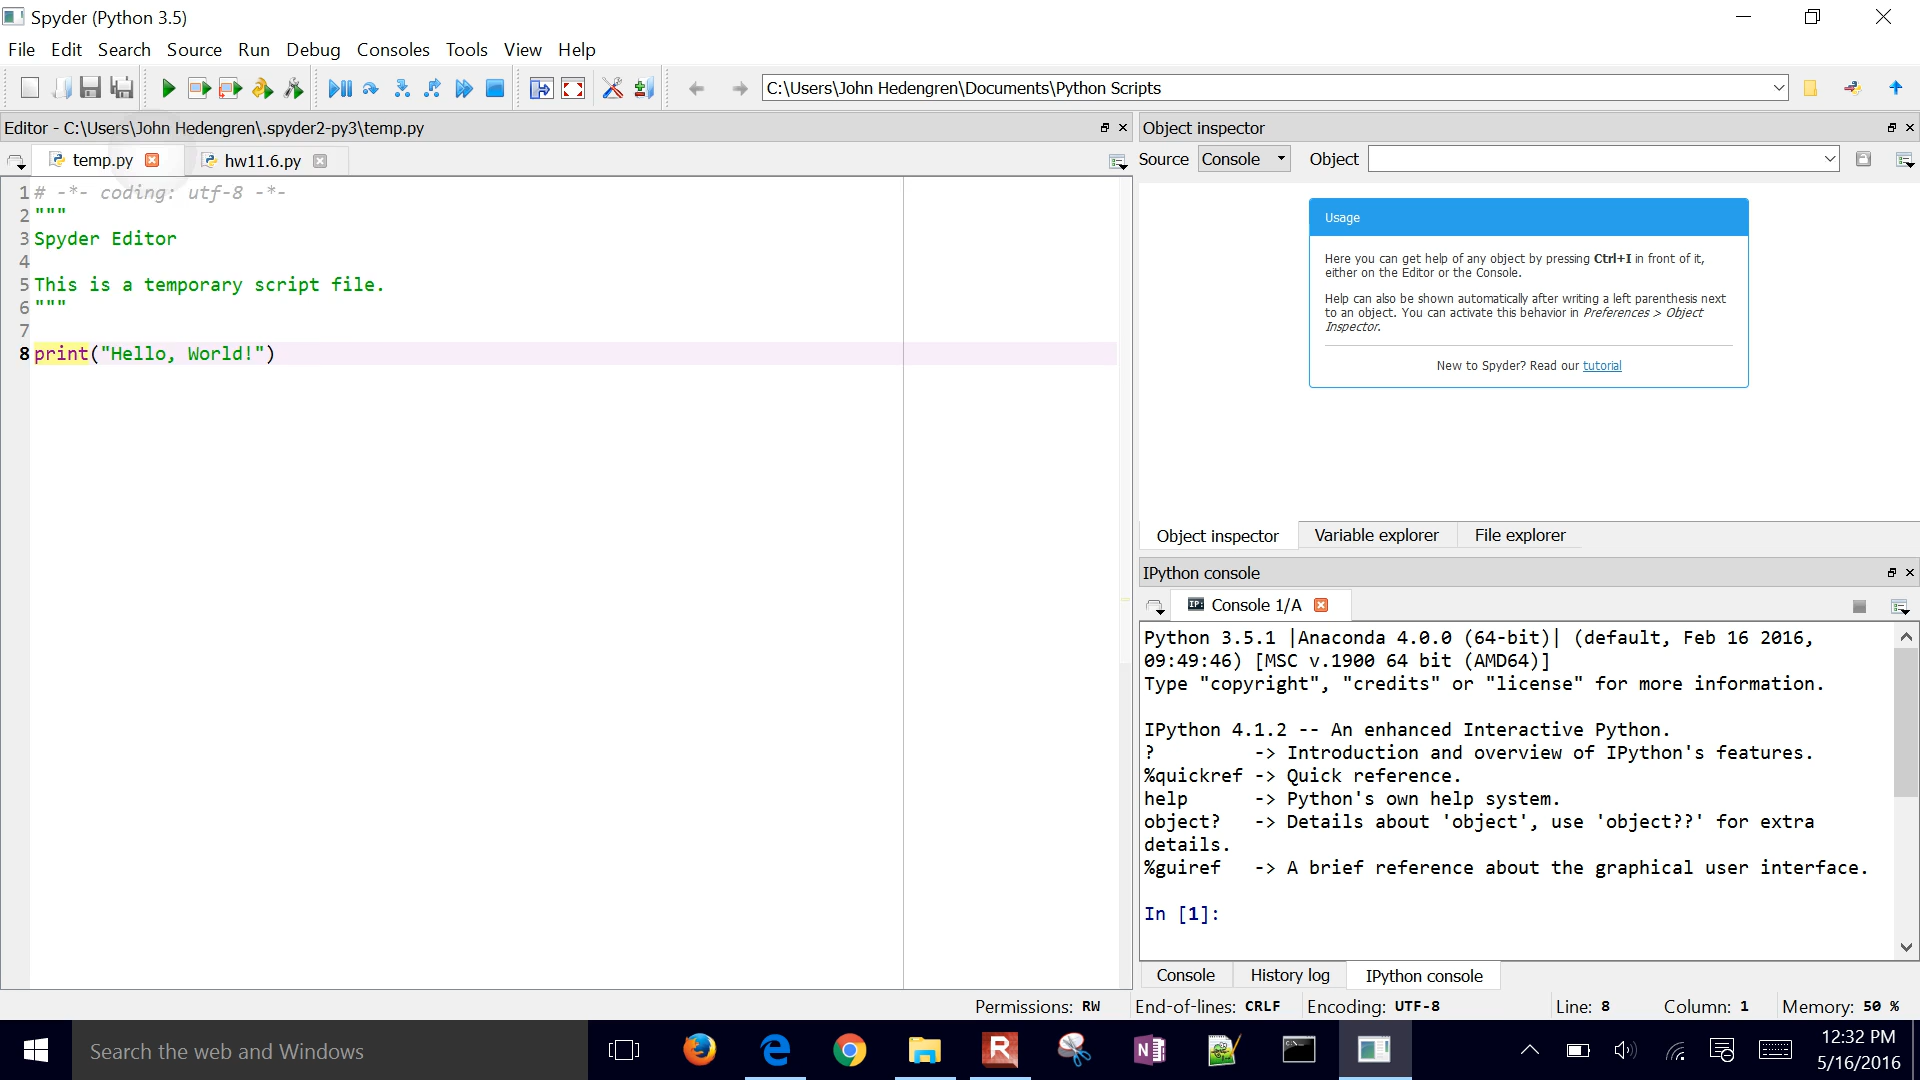 Spyder (Python 3.5)
File Edit Search Source Run Debug Consoles Tools View Help
C:\Users\John Hedengren\Documents\Python Scripts
Editor - C:\Users\John Hedengren\.spyder2-py3\temp.py
temp.py hw11.6.py
1 # -*- coding: utf-8 -*-
2 """
3 Spyder Editor
4
5 This is a temporary script file.
6 """
7
8 print("Hello, World!")
Object inspector
Source Console Object
Usage
Here you can get help of any object by pressing Ctrl+I in front of it,
either on the Editor or the Console.
Help can also be shown automatically after writing a left parenthesis next
to an object. You can activate this behavior in Preferences > Object
Inspector.
New to Spyder? Read our tutorial
Object inspector Variable explorer File explorer
IPython console
IP: Console 1/A
Python 3.5.1 |Anaconda 4.0.0 (64-bit)| (default, Feb 16 2016,
09:49:46) [MSC v.1900 64 bit (AMD64)]
Type "copyright", "credits" or "license" for more information.
IPython 4.1.2 -- An enhanced Interactive Python.
? -> Introduction and overview of IPython's features.
%quickref -> Quick reference.
help -> Python's own help system.
object? -> Details about 'object', use 'object??' for extra
details.
%guiref -> A brief reference about the graphical user interface.
In [1]:
Console History log IPython console
Permissions: RW End-of-lines: CRLF Encoding: UTF-8 Line: 8 Column: 1 Memory: 50 %
Search the web and Windows
R
N
12:32 PM
5/16/2016